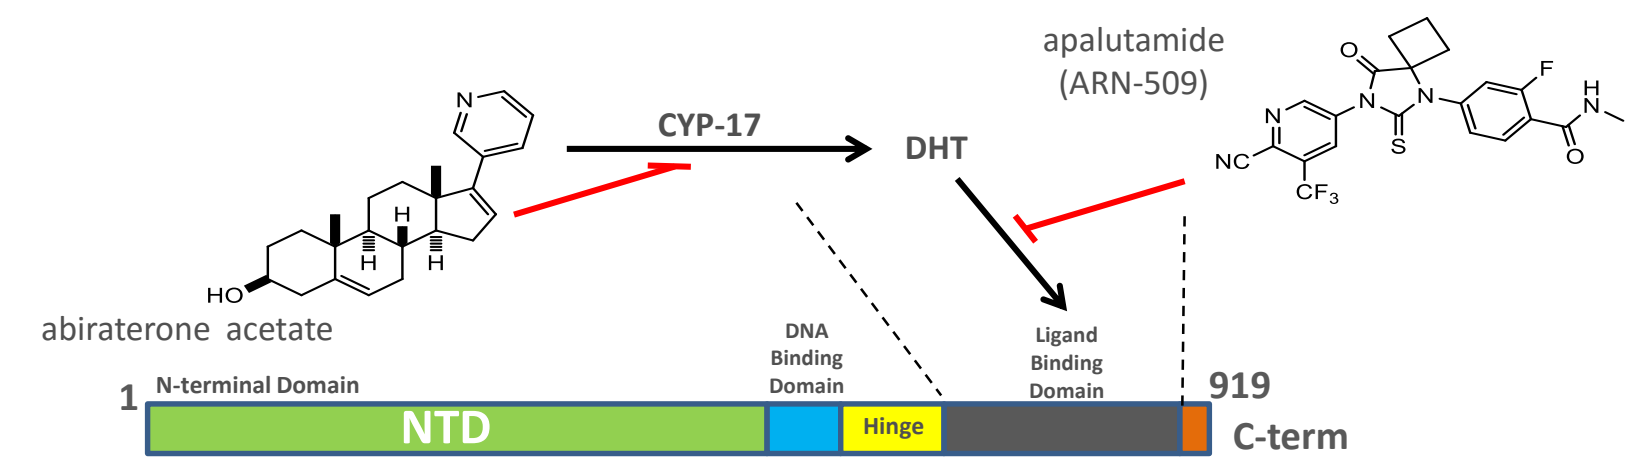 apalutamide
(ARN-509)
CYP-17
DHT
N
H
H
H
HO
abiraterone acetate
O
N
N
S
N
NC
CF3
F
H
N
O
DNA
Binding
Domain
Ligand
Binding
Domain
1
N-terminal Domain
919
NTD
Hinge
C-term